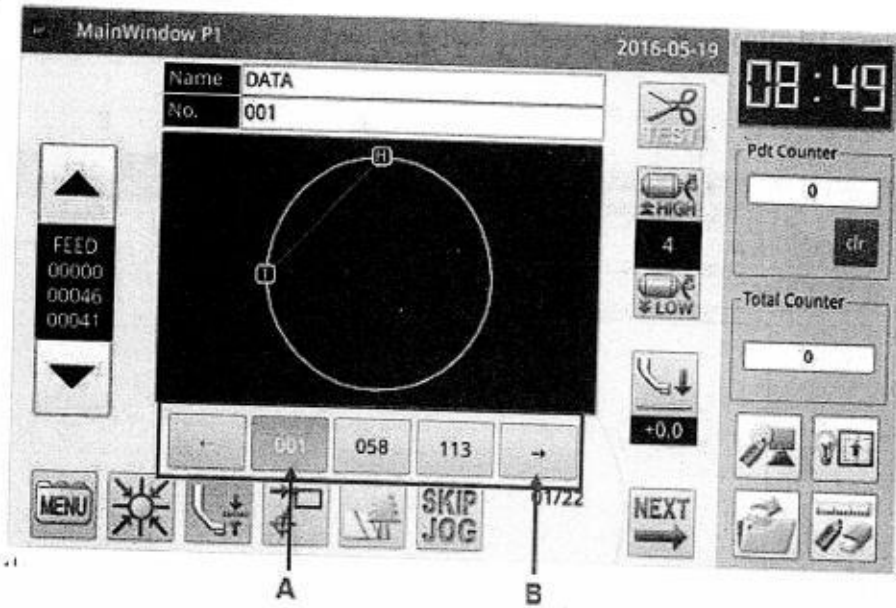 MainWindow P1
2016-05-19
08:49
Name DATA
No. 001
TEST
Pdt Counter
0
clr
HIGH
4
LOW
FEED
00000
00046
00041
H
Total Counter
0
+0.0
← 001 058 113 →
01/22
MENU
SKIP
JOG
NEXT
A B